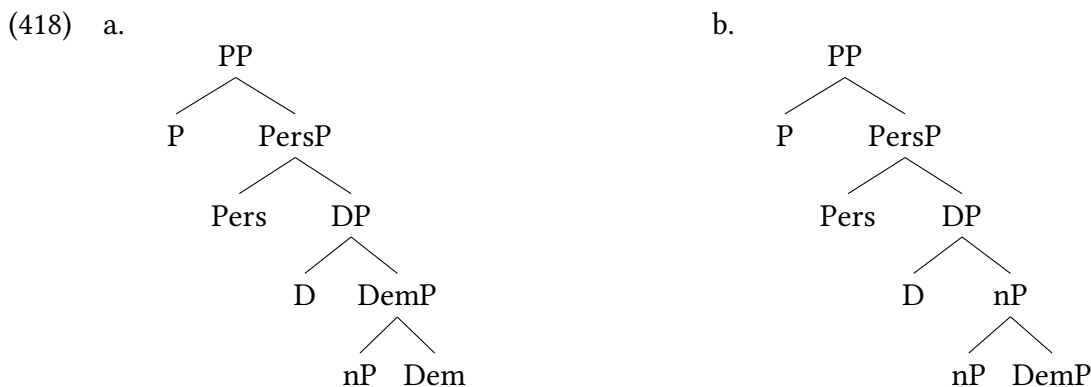 (418) a. b.
PP PP
P PersP P PersP
Pers DP Pers DP
D DemP D nP
nP Dem nP DemP